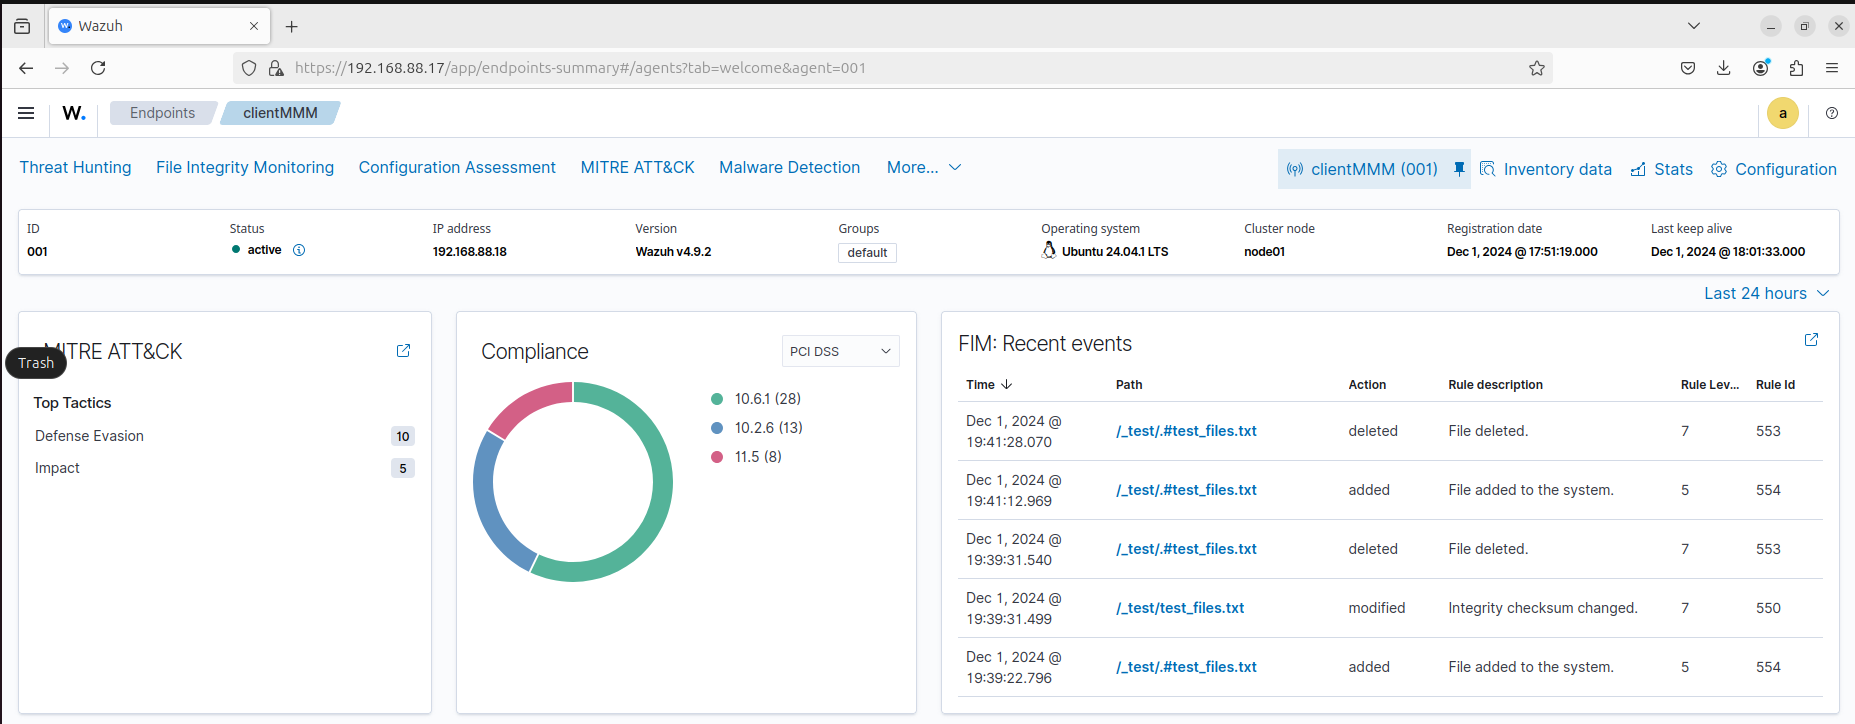 Wazuh
https://192.168.88.17/app/endpoints-summary#/agents?tab=welcome&agent=001
W. Endpoints clientMMM a
Threat Hunting File Integrity Monitoring Configuration Assessment MITRE ATT&CK Malware Detection More... clientMMM (001) Inventory data Stats Configuration
ID Status IP address Version Groups Operating system Cluster node Registration date Last keep alive
001 active 192.168.88.18 Wazuh v4.9.2 default Ubuntu 24.04.1 LTS node01 Dec 1, 2024 @ 17:51:19.000 Dec 1, 2024 @ 18:01:33.000
Last 24 hours
MITRE ATT&CK
Trash
Top Tactics
Defense Evasion 10
Impact 5
Compliance PCI DSS
10.6.1 (28)
10.2.6 (13)
11.5 (8)
FIM: Recent events
Time Path Action Rule description Rule Lev... Rule Id
Dec 1, 2024 @
19:41:28.070 /_test/.#test_files.txt deleted File deleted. 7 553
Dec 1, 2024 @
19:41:12.969 /_test/.#test_files.txt added File added to the system. 5 554
Dec 1, 2024 @
19:39:31.540 /_test/.#test_files.txt deleted File deleted. 7 553
Dec 1, 2024 @
19:39:31.499 /_test/test_files.txt modified Integrity checksum changed. 7 550
Dec 1, 2024 @
19:39:22.796 /_test/.#test_files.txt added File added to the system. 5 554